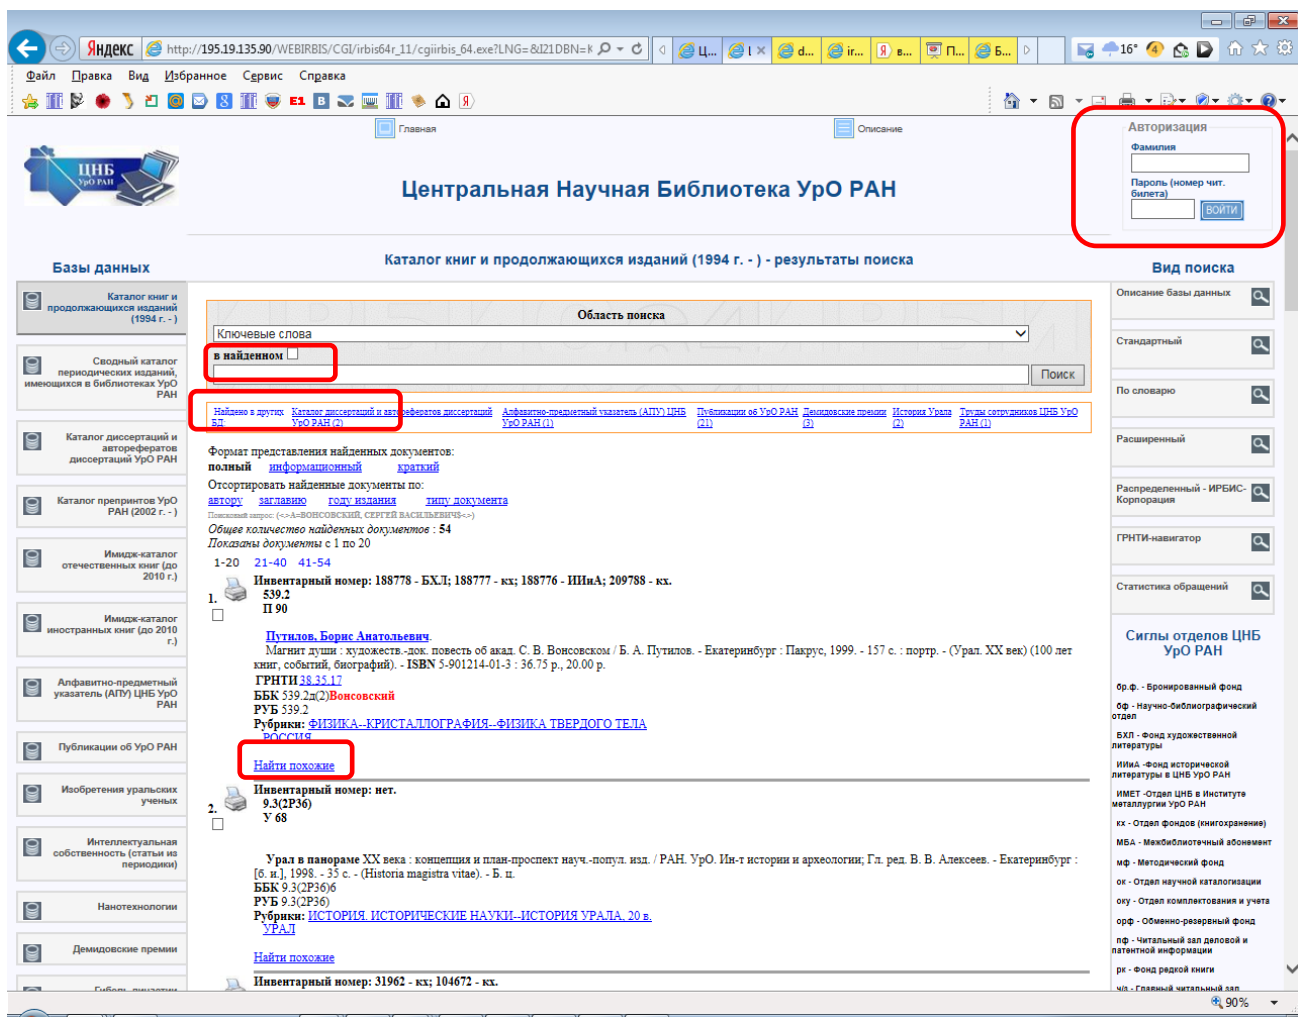 Яндекс
http://195.19.135.90/WEBIRBIS/CGI/irbis64r_11/cgiirbis_64.exe?LNG=&I21DBN=
Ц...
d...
ir...
в...
П...
Б...
16°
4
Файл Правка Вид Избранное Сервис Справка
E1
Главная
Описание
ЦНБ
УрО РАН
Центральная Научная Библиотека УрО РАН
Авторизация
Фамилия
Пароль (номер чит.
билета)
ВОЙТИ
Базы данных
Каталог книг и
продолжающихся изданий
(1994 г. - )
Сводный каталог
периодических изданий,
имеющихся в библиотеках УрО
РАН
Каталог диссертаций и
авторефератов
диссертаций УрО РАН
Каталог препринтов УрО
РАН (2002 г. - )
Имидж-каталог
отечественных книг (до
2010 г.)
Имидж-каталог
иностранных книг (до 2010
г.)
Алфавитно-предметный
указатель (АПУ) ЦНБ УрО
РАН
Публикации об УрО РАН
Изобретения уральских
ученых
Интеллектуальная
собственность (статьи из
периодики)
Нанотехнологии
Демидовские премии
Каталог книг и продолжающихся изданий (1994 г. - ) - результаты поиска
Область поиска
Ключевые слова
в найденном
Поиск
Найдено в других БД:
Каталог диссертаций и авторефератов диссертаций УрО РАН (2)
Алфавитно-предметный указатель (АПУ) ЦНБ УрО РАН (1)
Публикации об УрО РАН (21)
Демидовские премии (3)
История Урала (2)
Труды сотрудников ЦНБ УрО РАН (1)
Формат представления найденных документов:
полный информационный краткий
Отсортировать найденные документы по:
автору заглавию году издания типу документа
Поисковый запрос: (<.>A=ВОНСОВСКИЙ, СЕРГЕЙ ВАСИЛЬЕВИЧ$<.>)
Общее количество найденных документов : 54
Показаны документы с 1 по 20
1-20 21-40 41-54
1.
Инвентарный номер: 188778 - БХЛ; 188777 - кх; 188776 - ИИиА; 209788 - кх.
539.2
П 90
Путилов, Борис Анатольевич.
Магнит души : художеств.-док. повесть об акад. С. В. Вонсовском / Б. А. Путилов. - Екатеринбург : Пакрус, 1999. - 157 с. : портр. - (Урал. XX век) (100 лет
книг, событий, биографий). - ISBN 5-901214-01-3 : 36.75 р., 20.00 р.
ГРНТИ 38.35.17
ББК 539.2д(2)Вонсовский
РУБ 539.2
Рубрики: ФИЗИКА--КРИСТАЛЛОГРАФИЯ--ФИЗИКА ТВЕРДОГО ТЕЛА
РОССИЯ
Найти похожие
2.
Инвентарный номер: нет.
9.3(2Р36)
У 68
Урал в панораме XX века : концепция и план-проспект науч.-попул. изд. / РАН. УрО. Ин-т истории и археологии; Гл. ред. В. В. Алексеев. - Екатеринбург :
[б. и.], 1998. - 35 с. - (Historia magistra vitae). - Б. ц.
ББК 9.3(2Р36)6
РУБ 9.3(2Р36)
Рубрики: ИСТОРИЯ. ИСТОРИЧЕСКИЕ НАУКИ--ИСТОРИЯ УРАЛА, 20 в.
УРАЛ
Найти похожие
Инвентарный номер: 31962 - кх; 104672 - кх.
Вид поиска
Описание базы данных
Стандартный
По словарю
Расширенный
Распределенный - ИРБИС-
Корпорация
ГРНТИ-навигатор
Статистика обращений
Сиглы отделов ЦНБ
УрО РАН
бр.ф. - Бронированный фонд
бф - Научно-библиографический
отдел
БХЛ - Фонд художественной
литературы
ИИиА -Фонд исторической
литературы в ЦНБ УрО РАН
ИМЕТ -Отдел ЦНБ в Институте
металлургии УрО РАН
кх - Отдел фондов (книгохранение)
МБА - Межбиблиотечный абонемент
мф - Методический фонд
ок - Отдел научной каталогизации
оку - Отдел комплектования и учета
орф - Обменно-резервный фонд
пф - Читальный зал деловой и
патентной информации
рк - Фонд редкой книги
ч/з - Главный читальный зал
90%